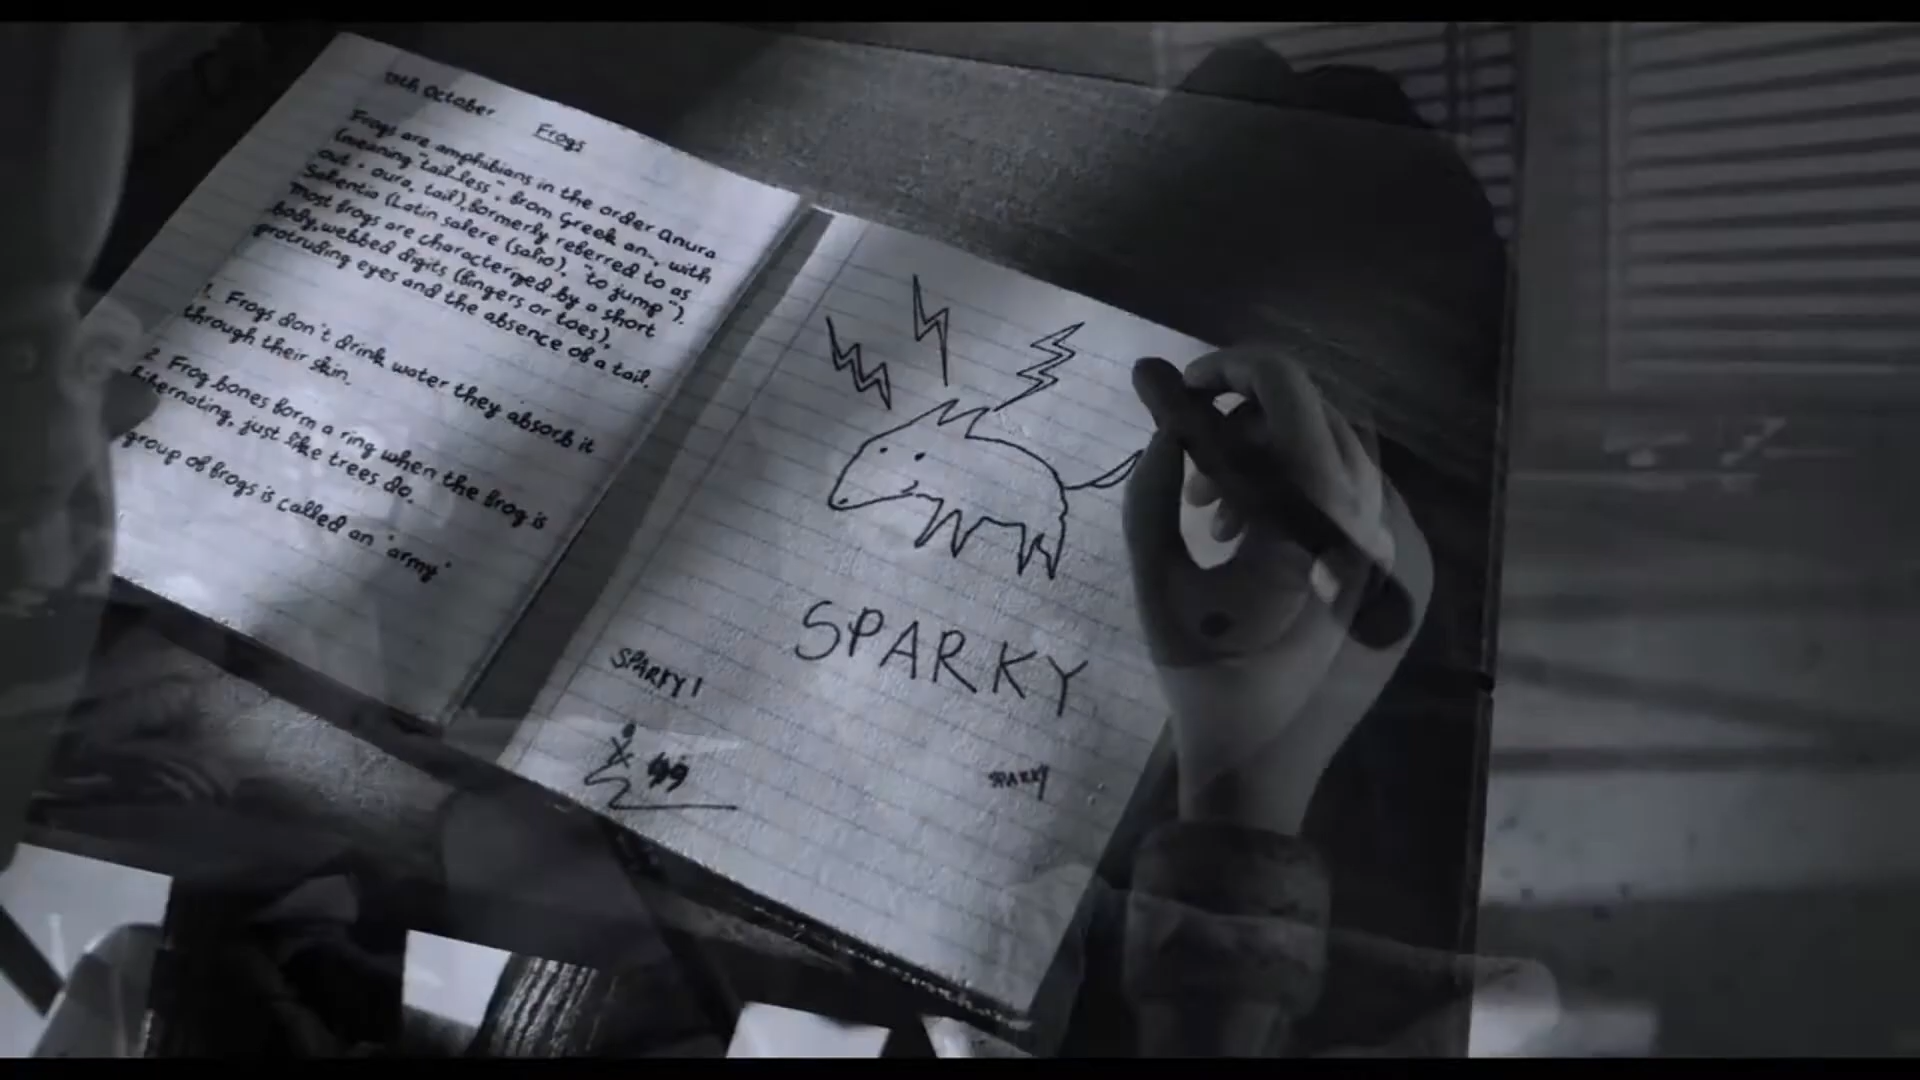 13th October
Frogs
Frogs are amphibians in the order Anura
(meaning "tail-less", from Greek an-, with
out + oura, tail), formerly referred to as
Salentia (Latin salere (salio), "to jump").
most frogs are characterized by a short
body, webbed digits (fingers or toes),
protruding eyes and the absence of a tail.
1. Frogs don't drink water they absorb it
through their skin.
2. Frog bones form a ring when the frog is
hibernating, just like trees do.
group of frogs is called an "army"
SPARKY
SPARKY!
SPARKY